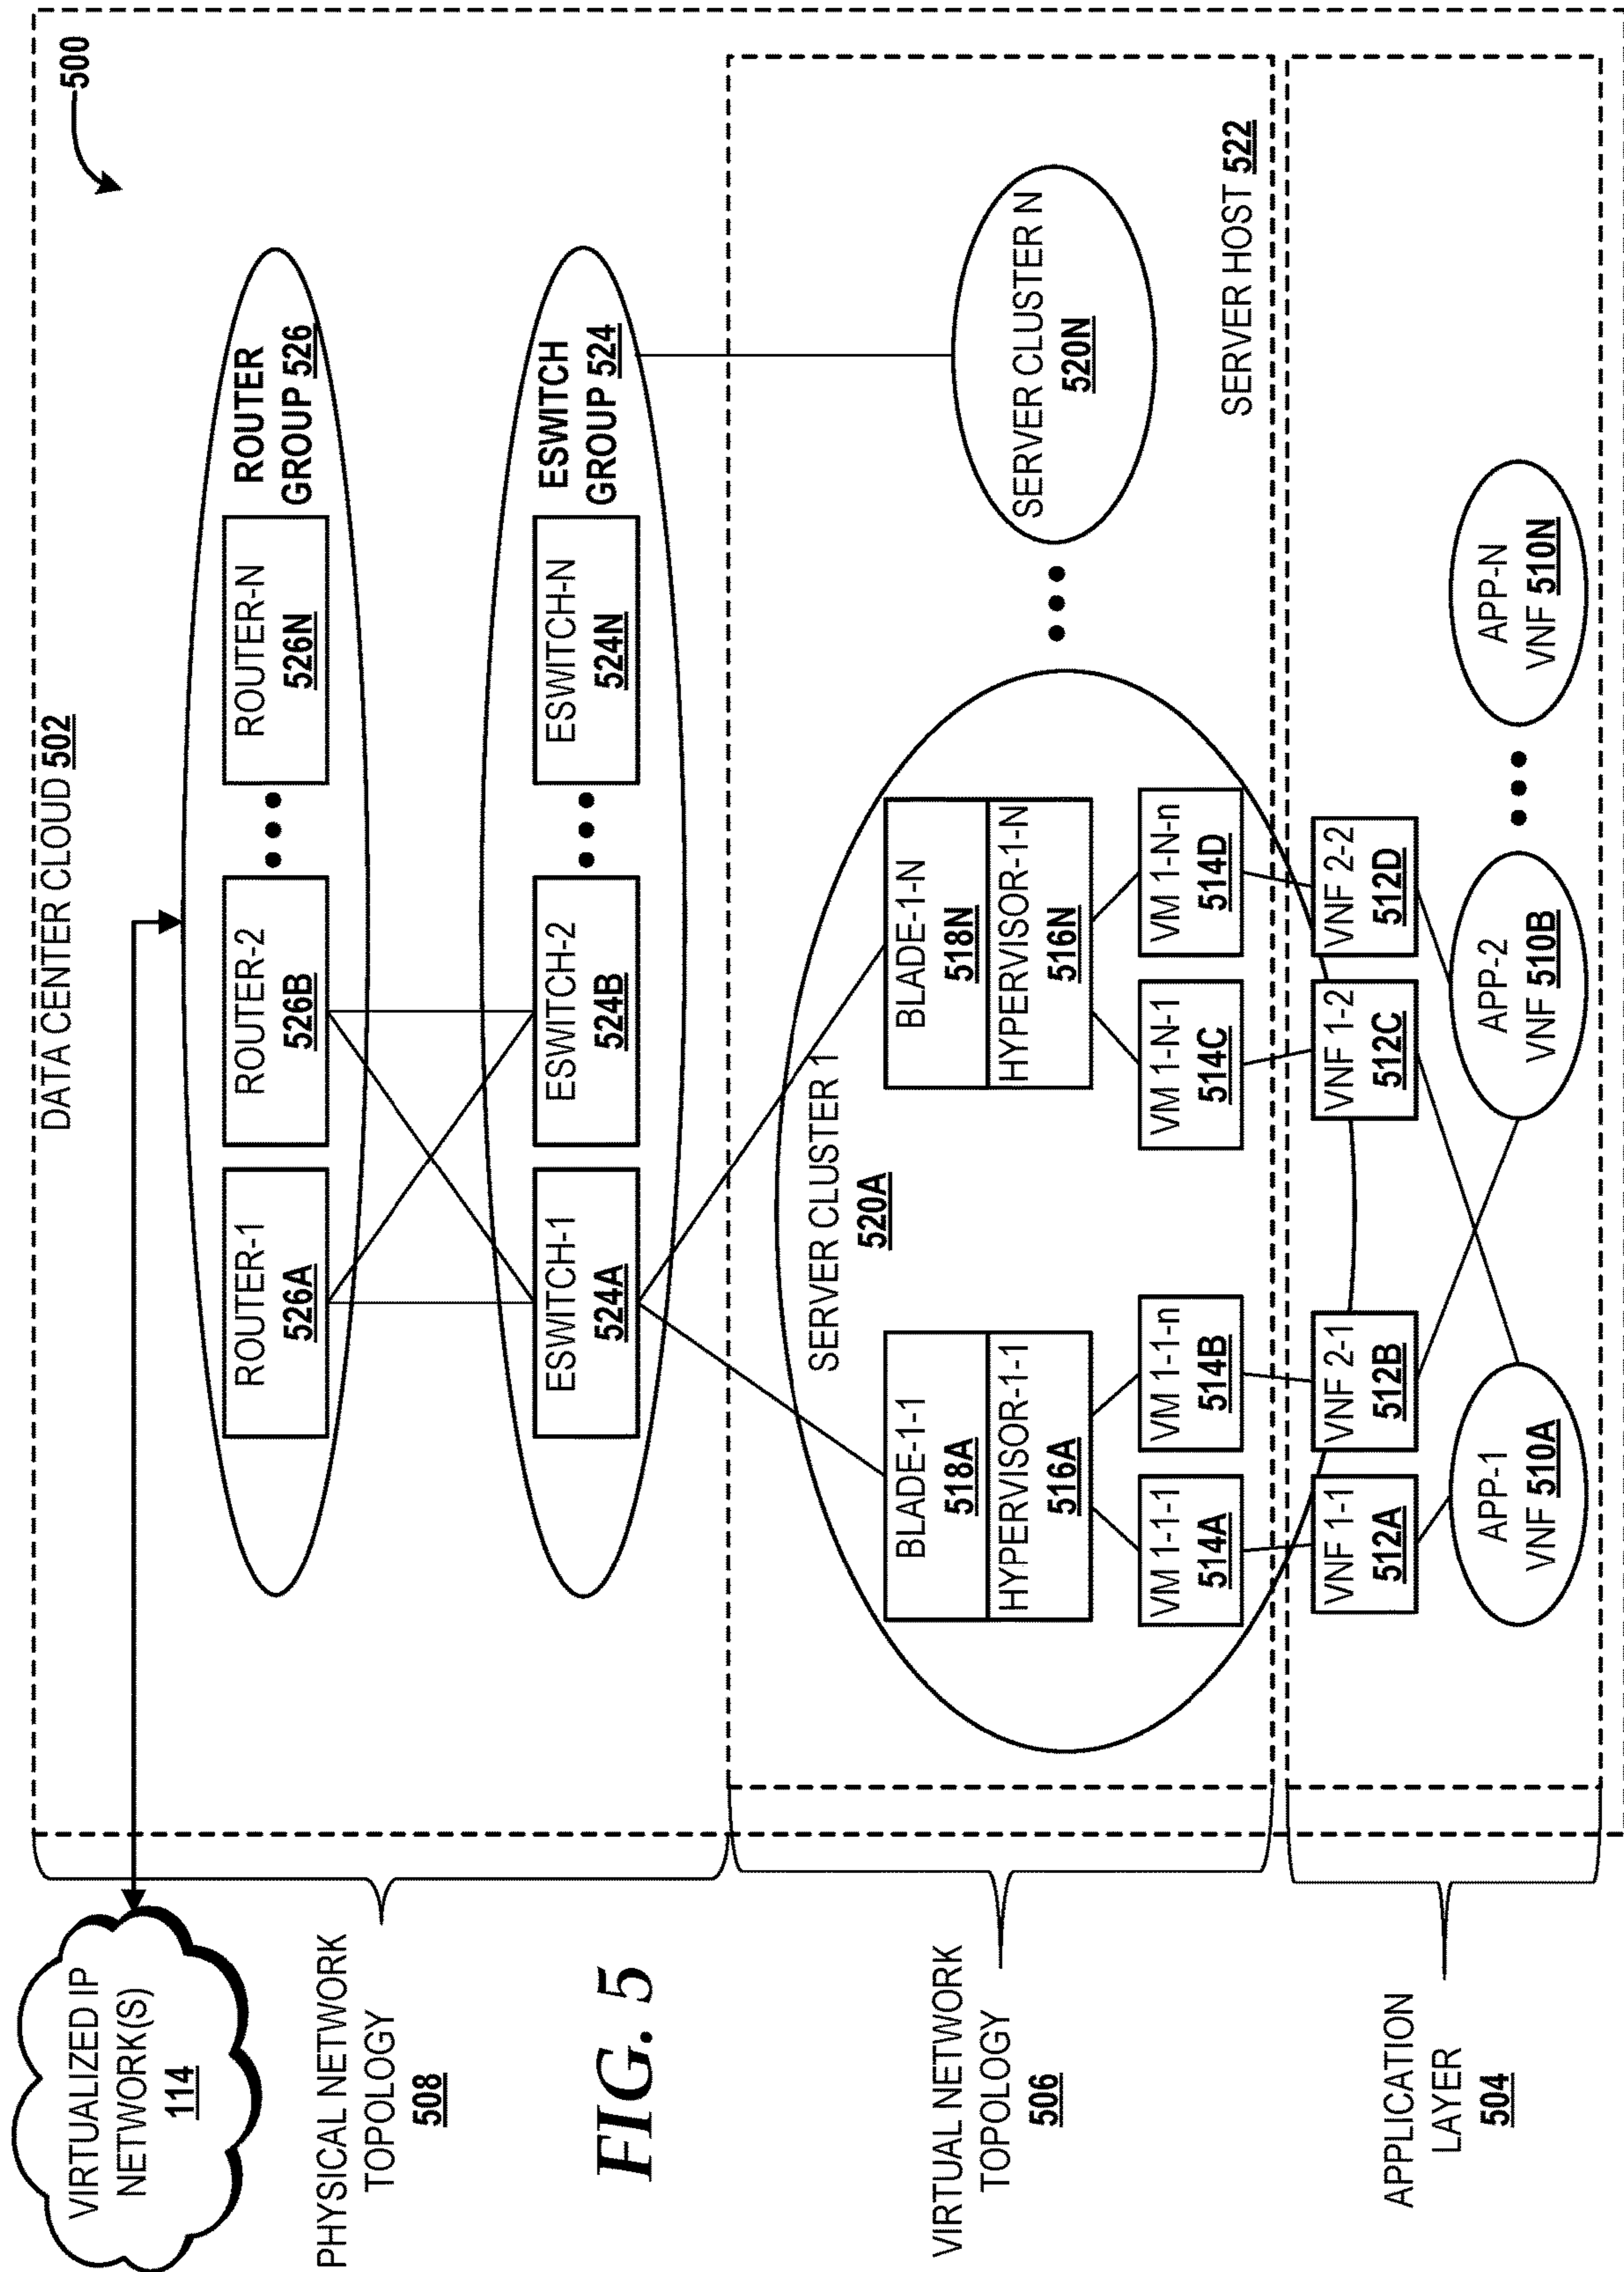 500
DATA CENTER CLOUD 502
VIRTUALIZED IP
NETWORK(S)
114
ROUTER-1
526A
ROUTER-2
526B
ROUTER-N
526N
ROUTER
GROUP 526
PHYSICAL NETWORK
TOPOLOGY
508
ESWITCH-1
524A
ESWITCH-2
524B
ESWITCH-N
524N
ESWITCH
GROUP 524
FIG. 5
SERVER CLUSTER 1
520A
BLADE-1-1
518A
HYPERVISOR-1-1
516A
BLADE-1-N
518N
HYPERVISOR-1-N
516N
SERVER CLUSTER N
520N
VIRTUAL NETWORK
TOPOLOGY
506
VM 1-1-1
514A
VM 1-1-n
514B
VM 1-N-1
514C
VM 1-N-n
514D
SERVER HOST 522
VNF 1-1
512A
VNF 2-1
512B
VNF 1-2
512C
VNF 2-2
512D
APPLICATION
LAYER
504
APP-1
VNF 510A
APP-2
VNF 510B
APP-N
VNF 510N